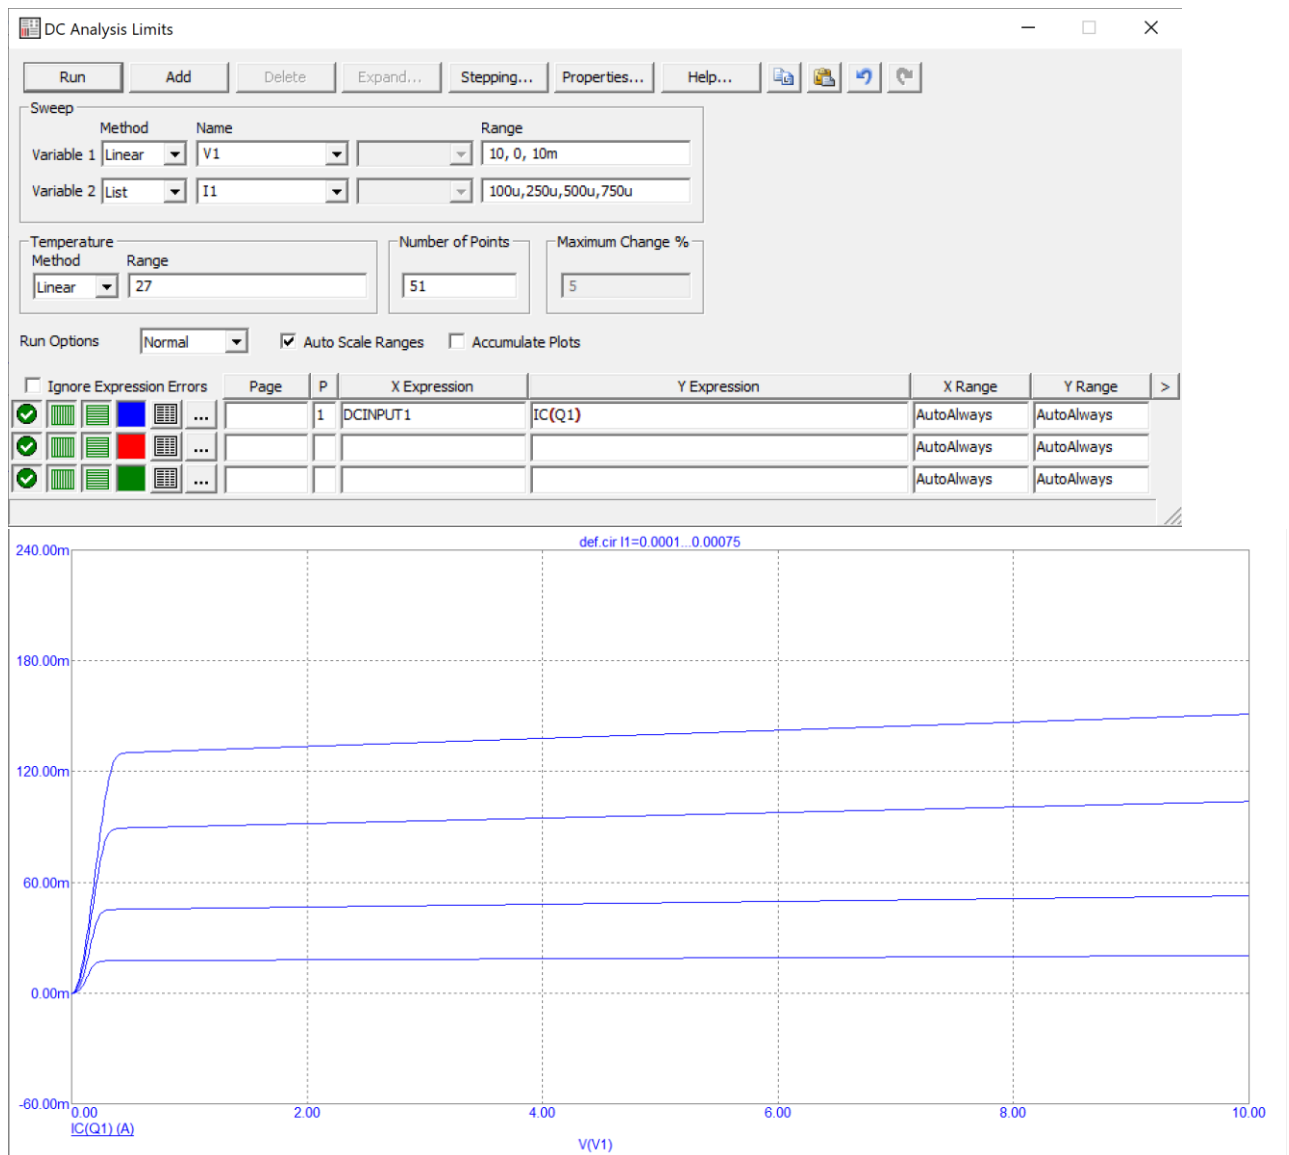 DC Analysis Limits
Run Add Delete Expand... Stepping... Properties... Help...
Sweep
Method Name Range
Variable 1 Linear V1 10, 0, 10m
Variable 2 List I1 100u,250u,500u,750u
Temperature Number of Points Maximum Change %
Method Range
Linear 27 51 5
Run Options Normal Auto Scale Ranges Accumulate Plots
Ignore Expression Errors Page P X Expression Y Expression X Range Y Range >
... 1 DCINPUT1 IC(Q1) AutoAlways AutoAlways
... AutoAlways AutoAlways
... AutoAlways AutoAlways
def.cir I1=0.0001...0.00075
240.00m
180.00m
120.00m
60.00m
0.00m
-60.00m
0.00 2.00 4.00 6.00 8.00 10.00
IC(Q1) (A)
V(V1)